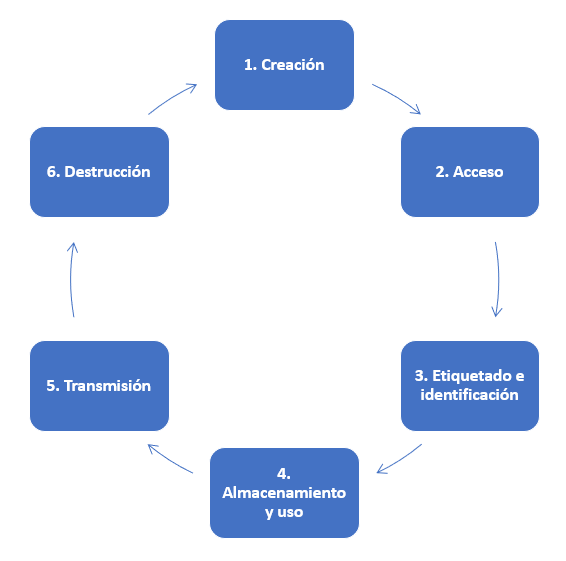 1. Creación
2. Acceso
3. Etiquetado e
identificación
4.
Almacenamiento
y uso
5. Transmisión
6. Destrucción